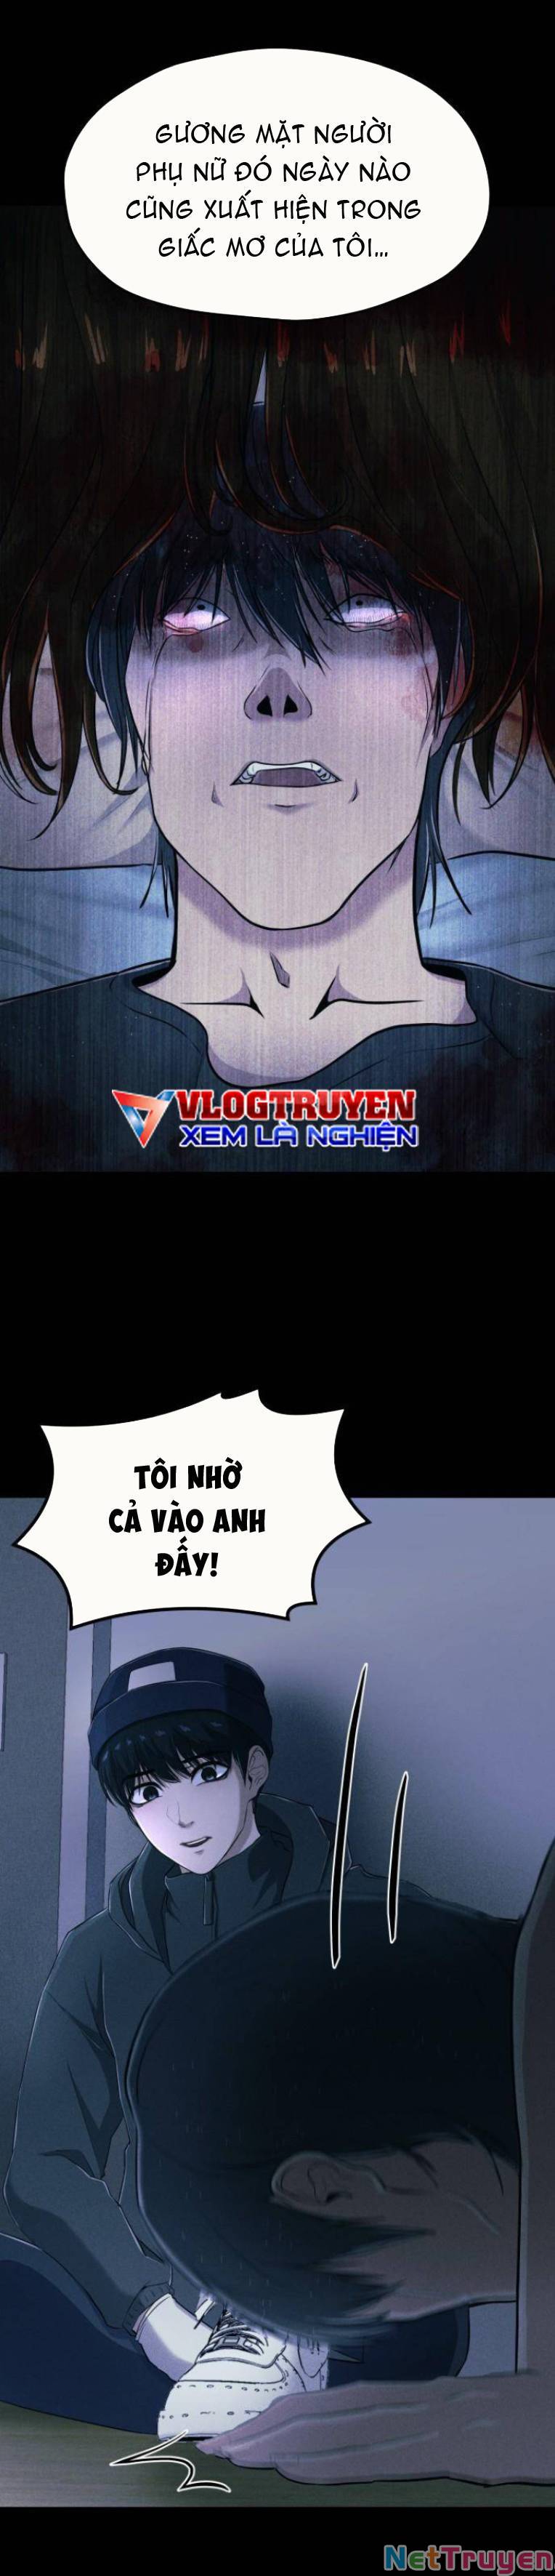 GƯƠNG MẶT NGƯỜI
PHỤ NỮ ĐÓ NGÀY NÀO
CŨNG XUẤT HIỆN TRONG
GIẤC MƠ CỦA TÔI...
VLOGTRUYEN
XEM LÀ NGHIỆN
TÔI NHỜ
CẢ VÀO ANH
ĐẤY!
NetTruyen